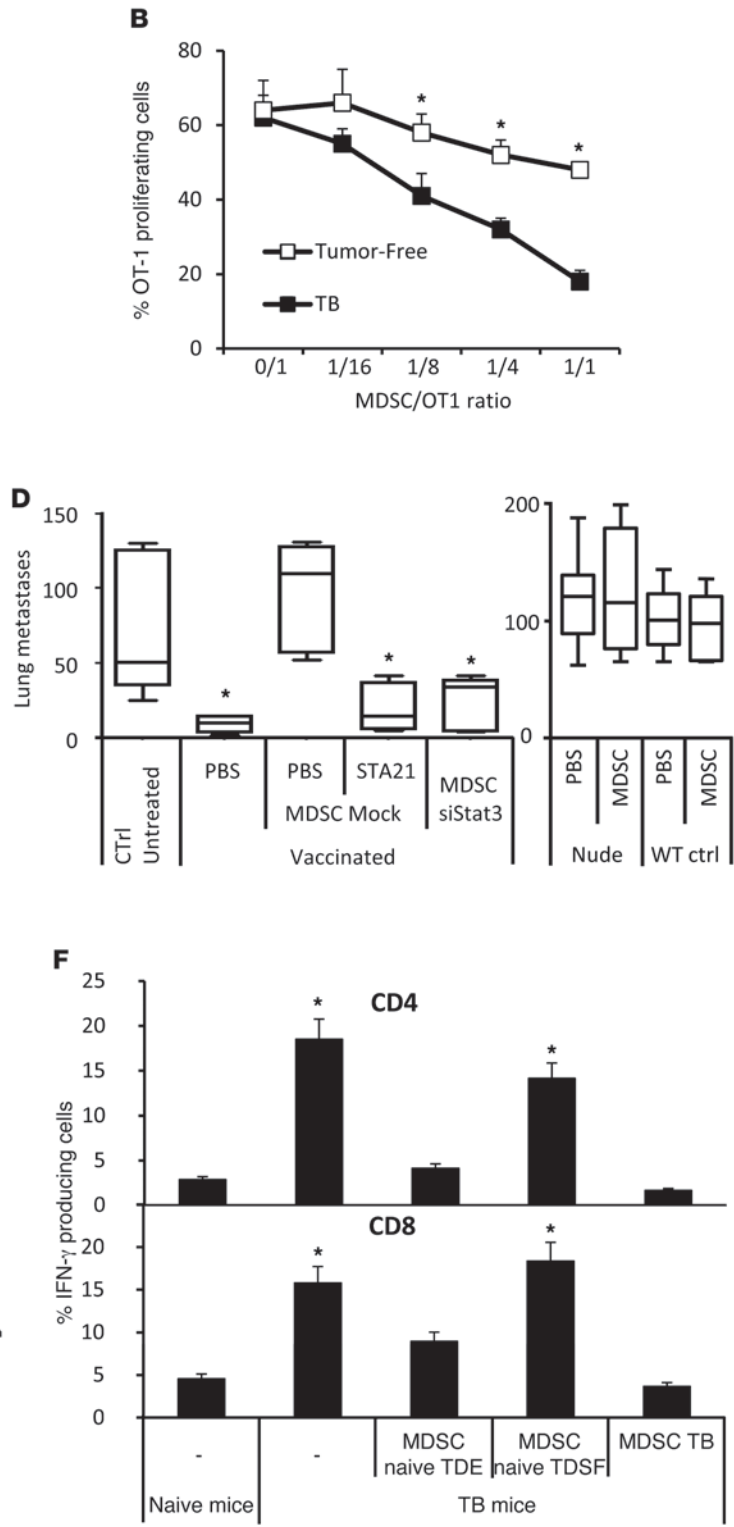 B
80
60
40
20
0
% OT-1 proliferating cells
* * *
Tumor-Free
TB
0/1 1/16 1/8 1/4 1/1
MDSC/OT1 ratio
D
150
100
50
0
Lung metastases
* * *
CTrl
Untreated
PBS PBS STA21 MDSC
siStat3
MDSC Mock
Vaccinated
200
100
0
PBS MDSC PBS MDSC
Nude WT ctrl
F
25
20
15
10
5
0
CD4
* *
% IFN-γ producing cells
20
15
10
5
0
CD8
* *
- - MDSC MDSC MDSC TB
naive TDE naive TDSF
Naive mice TB mice